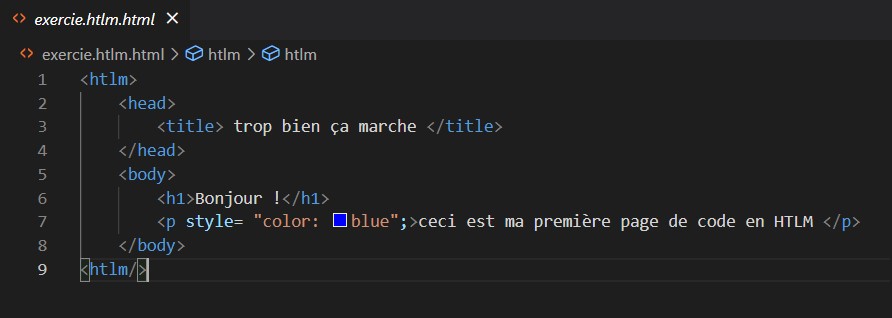 exercie.htlm.html
exercie.htlm.html > htlm > htlm
1 <htlm>
2 <head>
3 <title> trop bien ça marche </title>
4 </head>
5 <body>
6 <h1>Bonjour !</h1>
7 <p style= "color: blue";>ceci est ma première page de code en HTLM </p>
8 </body>
9 <htlm/>